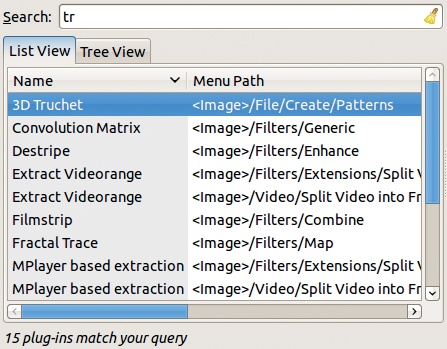 Search: tr
List View Tree View
Name Menu Path
3D Truchet <Image>/File/Create/Patterns
Convolution Matrix <Image>/Filters/Generic
Destripe <Image>/Filters/Enhance
Extract Videorange <Image>/Filters/Extensions/Split V
Extract Videorange <Image>/Video/Split Video into Fr
Filmstrip <Image>/Filters/Combine
Fractal Trace <Image>/Filters/Map
MPlayer based extraction <Image>/Filters/Extensions/Split V
MPlayer based extraction <Image>/Video/Split Video into Fr
15 plug-ins match your query